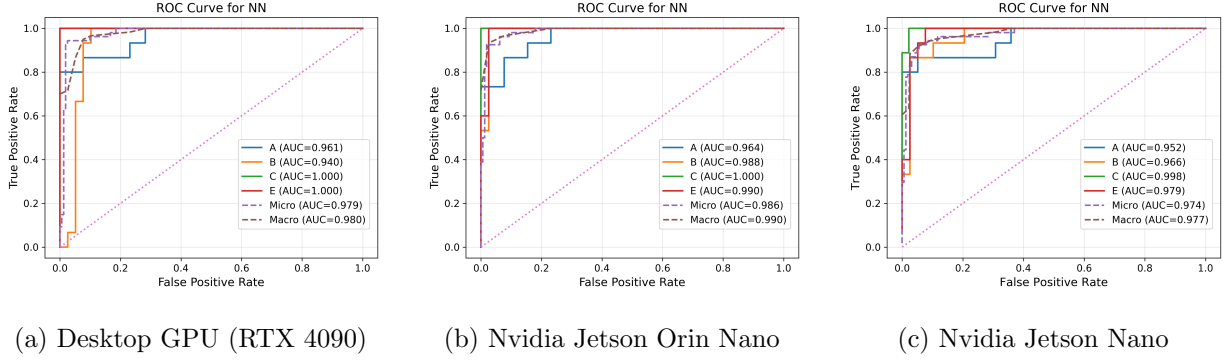 ROC Curve for NN
True Positive Rate
1.0
0.8
0.6
0.4
0.2
0.0
A (AUC=0.961)
B (AUC=0.940)
C (AUC=1.000)
E (AUC=1.000)
Micro (AUC=0.979)
Macro (AUC=0.980)
0.0 0.2 0.4 0.6 0.8 1.0
False Positive Rate
(a) Desktop GPU (RTX 4090)
ROC Curve for NN
True Positive Rate
1.0
0.8
0.6
0.4
0.2
0.0
A (AUC=0.964)
B (AUC=0.988)
C (AUC=1.000)
E (AUC=0.990)
Micro (AUC=0.986)
Macro (AUC=0.990)
0.0 0.2 0.4 0.6 0.8 1.0
False Positive Rate
(b) Nvidia Jetson Orin Nano
ROC Curve for NN
True Positive Rate
1.0
0.8
0.6
0.4
0.2
0.0
A (AUC=0.952)
B (AUC=0.966)
C (AUC=0.998)
E (AUC=0.979)
Micro (AUC=0.974)
Macro (AUC=0.977)
0.0 0.2 0.4 0.6 0.8 1.0
False Positive Rate
(c) Nvidia Jetson Nano